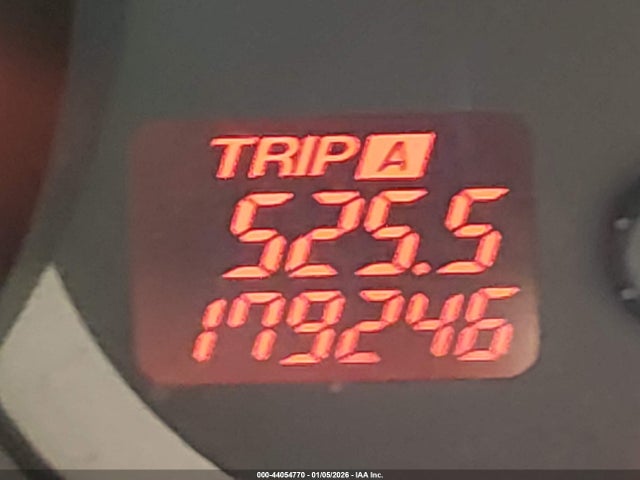 TRIP A
525.5
179246
000-44054770 - 01/05/2026 - IAA Inc.